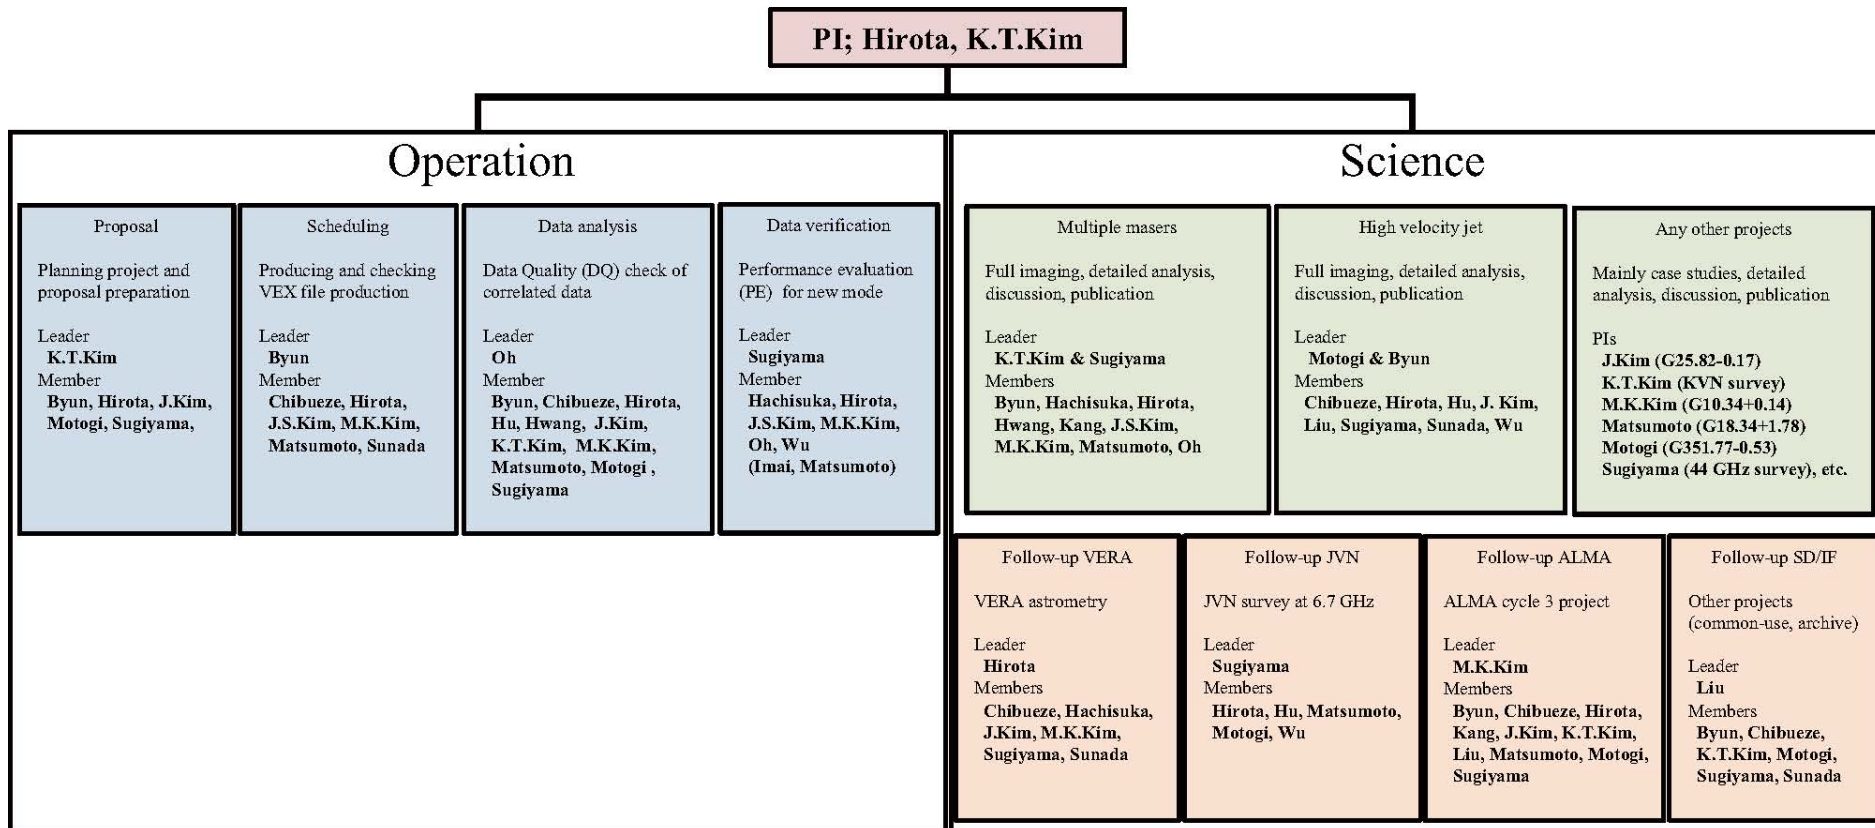 PI; Hirota, K.T.Kim
Operation
Proposal
Planning project and
proposal preparation
Leader
K.T.Kim
Member
Byun, Hirota, J.Kim,
Motogi, Sugiyama,
Scheduling
Producing and checking
VEX file production
Leader
Byun
Member
Chibueze, Hirota,
J.S.Kim, M.K.Kim,
Matsumoto, Sunada
Data analysis
Data Quality (DQ) check of
correlated data
Leader
Oh
Member
Byun, Chibueze, Hirota,
Hu, Hwang, J.Kim,
K.T.Kim, M.K.Kim,
Matsumoto, Motogi ,
Sugiyama
Data verification
Performance evaluation
(PE) for new mode
Leader
Sugiyama
Member
Hachisuka, Hirota,
J.S.Kim, M.K.Kim,
Oh, Wu
(Imai, Matsumoto)
Science
Multiple masers
Full imaging, detailed analysis,
discussion, publication
Leader
K.T.Kim & Sugiyama
Members
Byun, Hachisuka, Hirota,
Hwang, Kang, J.S.Kim,
M.K.Kim, Matsumoto, Oh
High velocity jet
Full imaging, detailed analysis,
discussion, publication
Leader
Motogi & Byun
Members
Chibueze, Hirota, Hu, J. Kim,
Liu, Sugiyama, Sunada, Wu
Any other projects
Mainly case studies, detailed
analysis, discussion, publication
PIs
J.Kim (G25.82-0.17)
K.T.Kim (KVN survey)
M.K.Kim (G10.34+0.14)
Matsumoto (G18.34+1.78)
Motogi (G351.77-0.53)
Sugiyama (44 GHz survey), etc.
Follow-up VERA
VERA astrometry
Leader
Hirota
Members
Chibueze, Hachisuka,
J.Kim, M.K.Kim,
Sugiyama, Sunada
Follow-up JVN
JVN survey at 6.7 GHz
Leader
Sugiyama
Members
Hirota, Hu, Matsumoto,
Motogi, Wu
Follow-up ALMA
ALMA cycle 3 project
Leader
M.K.Kim
Members
Byun, Chibueze, Hirota,
Kang, J.Kim, K.T.Kim,
Liu, Matsumoto, Motogi,
Sugiyama
Follow-up SD/IF
Other projects
(common-use, archive)
Leader
Liu
Members
Byun, Chibueze,
K.T.Kim, Motogi,
Sugiyama, Sunada